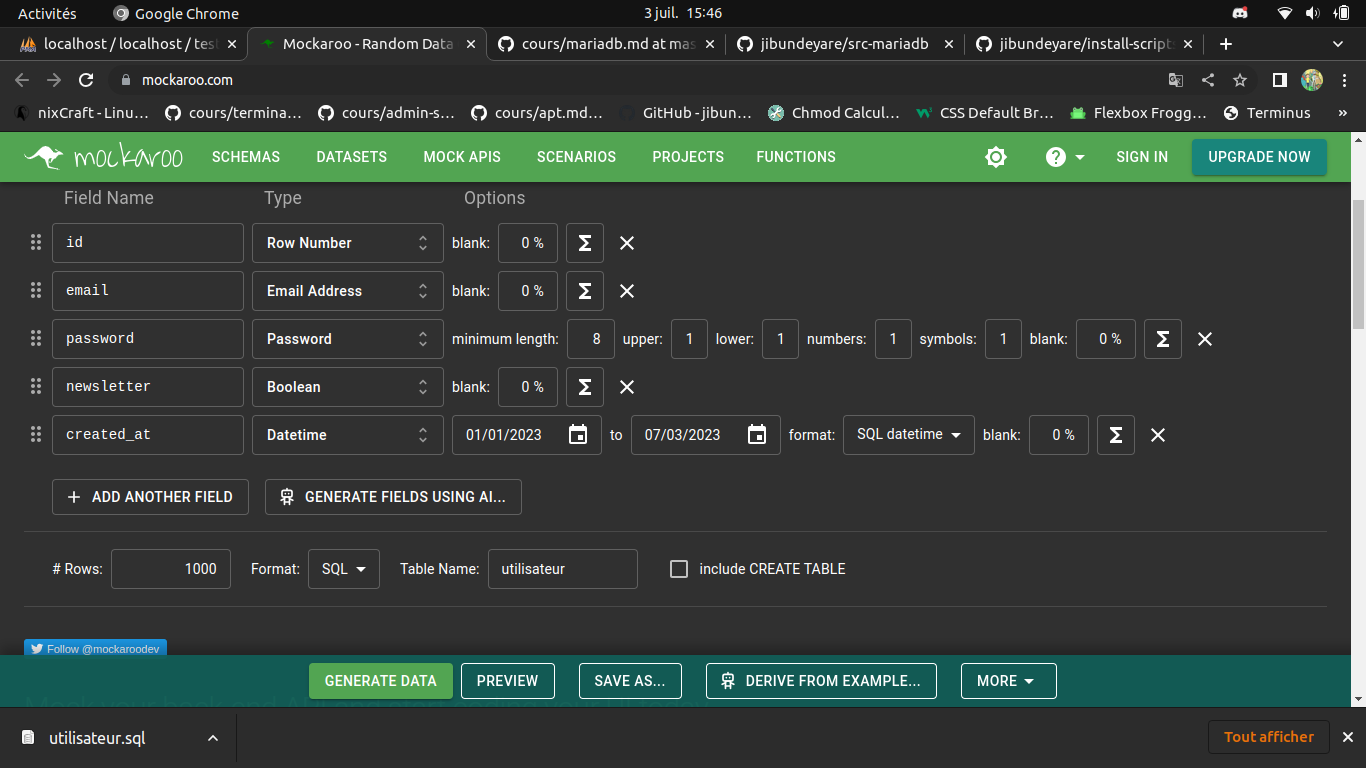 Activités Google Chrome 3 juil. 15:46
localhost / localhost / tes Mockaroo - Random Data cours/mariadb.md at mas jibundeyare/src-mariadb jibundeyare/install-script
mockaroo.com
nixCraft - Linu… cours/termina… cours/admin-s… cours/apt.md… GitHub - jibun… Chmod Calcul… CSS Default Br… Flexbox Frogg… Terminus »
mockaroo SCHEMAS DATASETS MOCK APIS SCENARIOS PROJECTS FUNCTIONS SIGN IN UPGRADE NOW
Field Name Type Options
id Row Number blank: 0 % Σ
email Email Address blank: 0 % Σ
password Password minimum length: 8 upper: 1 lower: 1 numbers: 1 symbols: 1 blank: 0 % Σ
newsletter Boolean blank: 0 % Σ
created_at Datetime 01/01/2023 to 07/03/2023 format: SQL datetime blank: 0 % Σ
+ ADD ANOTHER FIELD GENERATE FIELDS USING AI...
# Rows: 1000 Format: SQL Table Name: utilisateur include CREATE TABLE
Follow @mockaroodev
GENERATE DATA PREVIEW SAVE AS... DERIVE FROM EXAMPLE... MORE
utilisateur.sql Tout afficher